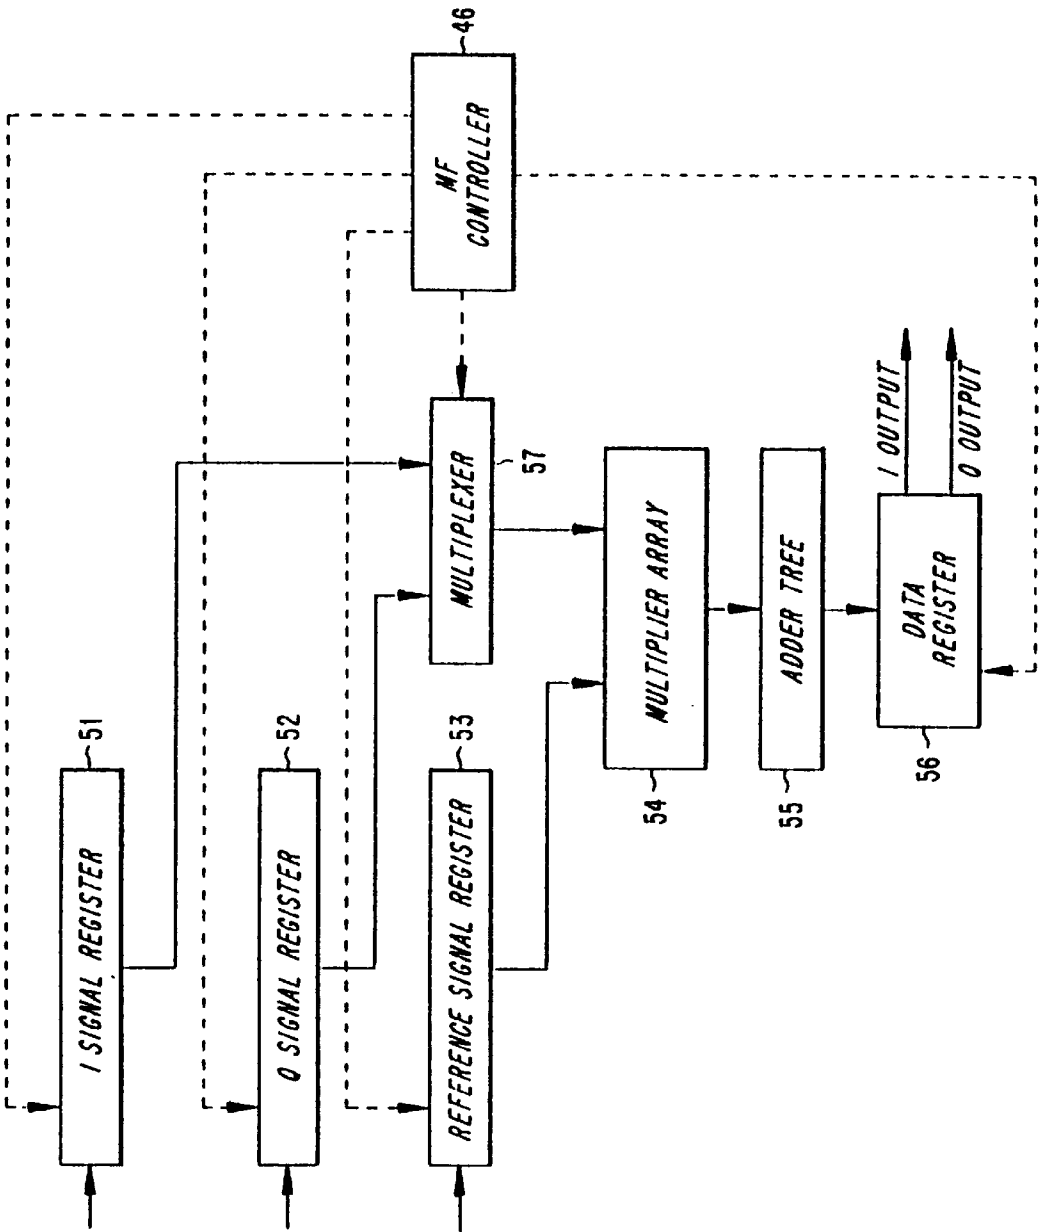 I SIGNAL REGISTER
51
Q SIGNAL REGISTER
52
REFERENCE SIGNAL REGISTER
53
MF
CONTROLLER
46
MULTIPLEXER
57
MULTIPLIER ARRAY
54
ADDER TREE
55
DATA
REGISTER
56
I OUTPUT
Q OUTPUT